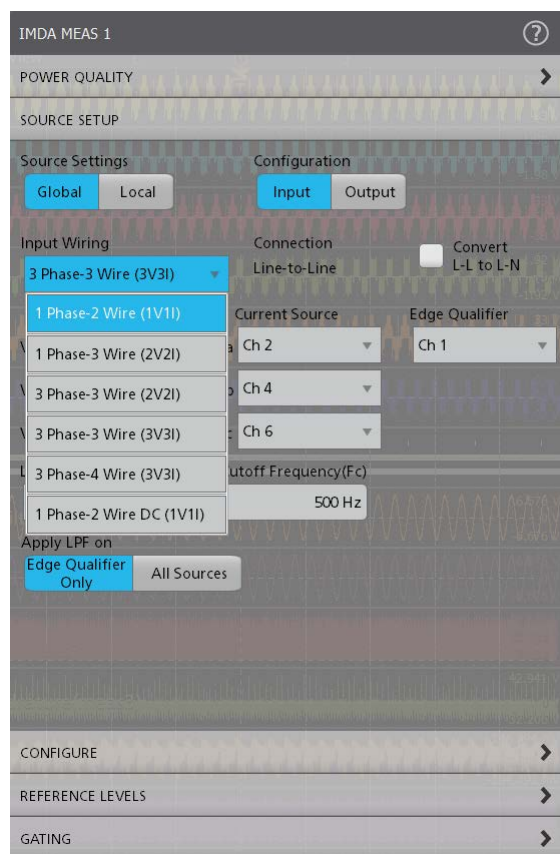 IMDA MEAS 1
?
POWER QUALITY
SOURCE SETUP
Source Settings
Configuration
Global
Local
Input
Output
Input Wiring
Connection
Convert
L-L to L-N
3 Phase-3 Wire (3V3I)
Line-to-Line
1 Phase-2 Wire (1V1I)
1 Phase-3 Wire (2V2I)
3 Phase-3 Wire (2V2I)
3 Phase-3 Wire (3V3I)
3 Phase-4 Wire (3V3I)
1 Phase-2 Wire DC (1V1I)
Current Source
Edge Qualifier
Ch 2
Ch 1
Ch 4
Ch 6
utoff Frequency(Fc)
500 Hz
Apply LPF on
Edge Qualifier
Only
All Sources
CONFIGURE
REFERENCE LEVELS
GATING